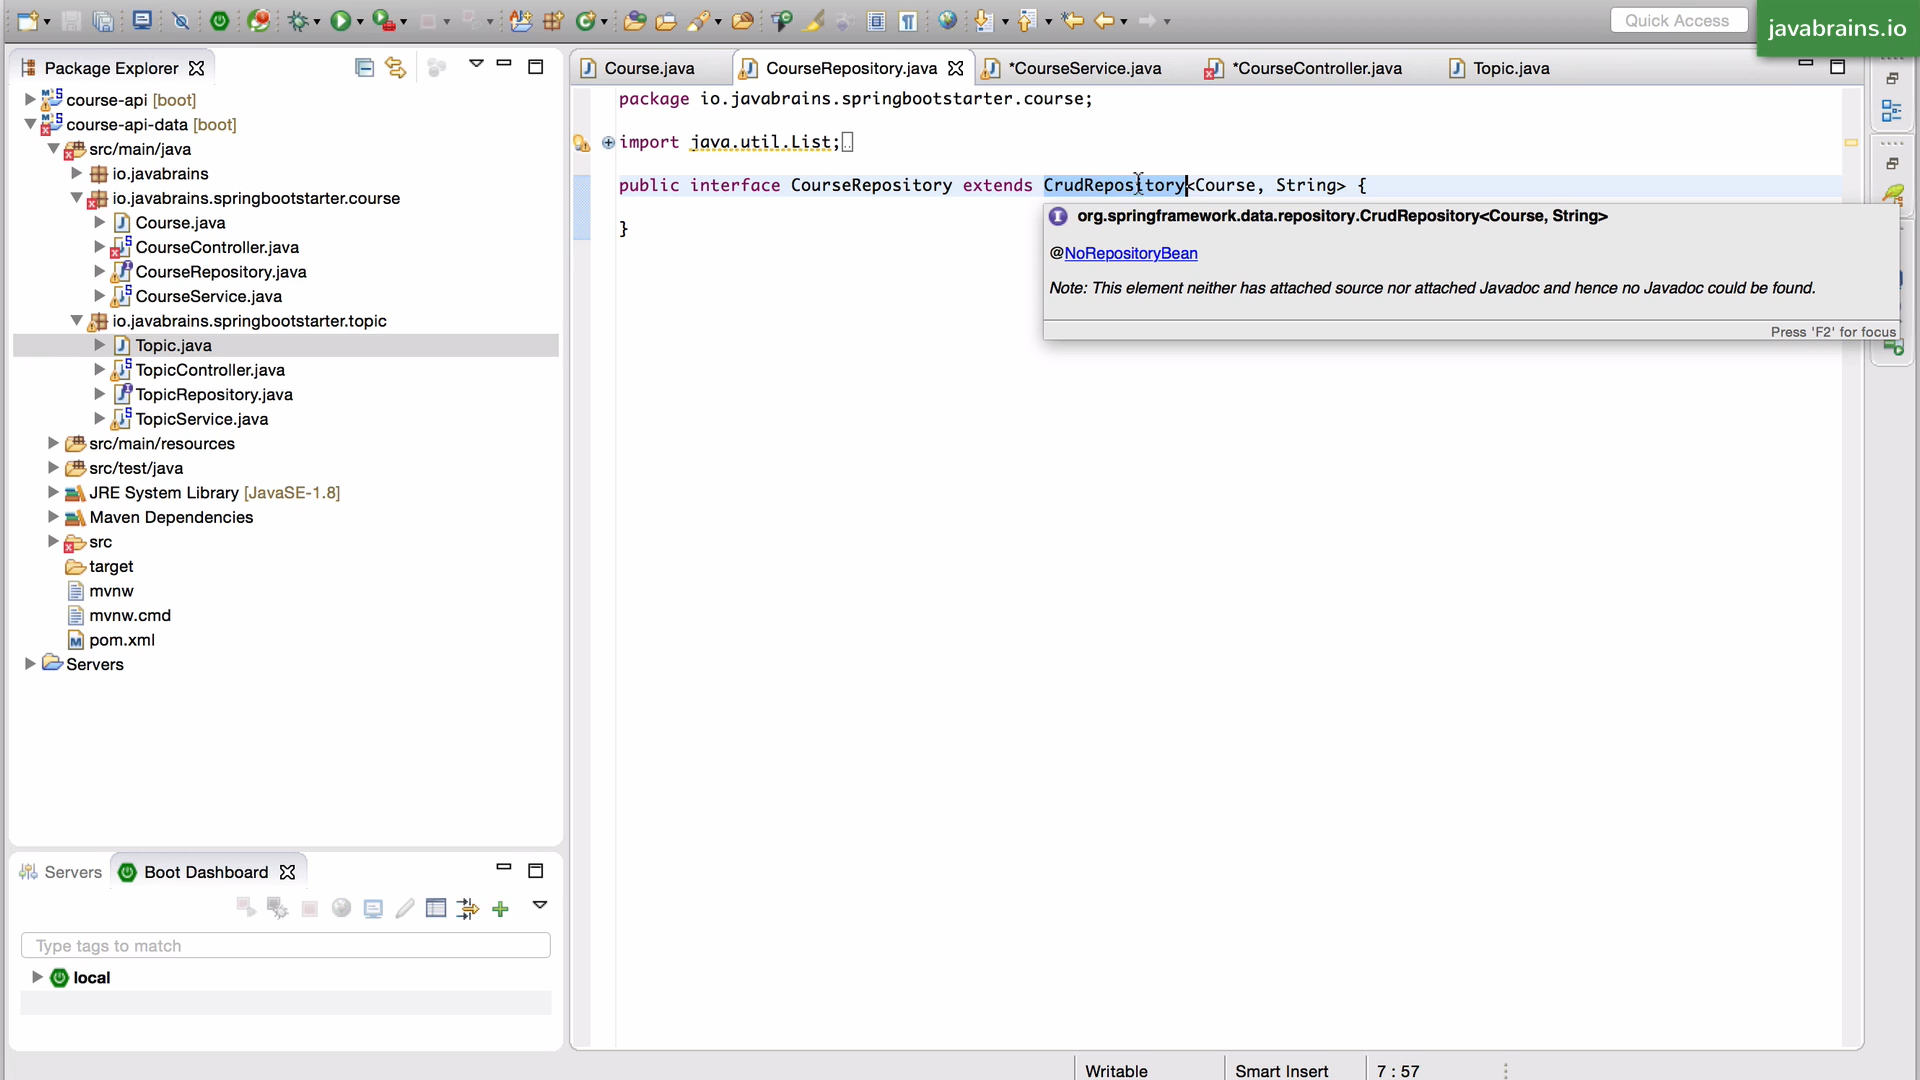 Quick Access
javabrains.io
Package Explorer
Course.java
CourseRepository.java
*CourseService.java
*CourseController.java
Topic.java
course-api [boot]
course-api-data [boot]
src/main/java
io.javabrains
io.javabrains.springbootstarter.course
Course.java
CourseController.java
CourseRepository.java
CourseService.java
io.javabrains.springbootstarter.topic
Topic.java
TopicController.java
TopicRepository.java
TopicService.java
src/main/resources
src/test/java
JRE System Library [JavaSE-1.8]
Maven Dependencies
src
target
mvnw
mvnw.cmd
pom.xml
Servers
package io.javabrains.springbootstarter.course;
import java.util.List;
public interface CourseRepository extends CrudRepository<Course, String> {
}
org.springframework.data.repository.CrudRepository<Course, String>
@NoRepositoryBean
Note: This element neither has attached source nor attached Javadoc and hence no Javadoc could be found.
Press 'F2' for focus
Servers
Boot Dashboard
Type tags to match
local
Writable
Smart Insert
7 : 57